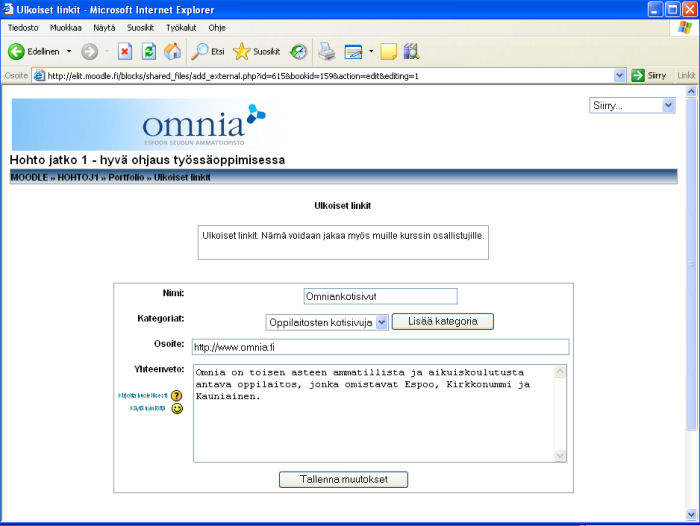 Ulkoiset linkit - Microsoft Internet Explorer
Tiedosto Muokkaa Näytä Suosikit Työkalut Ohje
Edellinen Etsi Suosikit
Osoite http://elit.moodle.fi/blocks/shared_files/add_external.php?id=615&bookid=159&action=edit&editing=1 Siirry Linkit
Siirry...
omnia
ESPOON SEUDUN AMMATTIOPISTO
Hohto jatko 1 - hyvä ohjaus työssäoppimisessa
MOODLE » HOHTOJ1 » Portfolio » Ulkoiset linkit
Ulkoiset linkit
Ulkoiset linkit. Nämä voidaan jakaa myös muille kurssin osallistujille.
Nimi: Omniankotisivut
Kategoriat: Oppilaitosten kotisivuja Lisää kategoria
Osoite: http://www.omnia.fi
Yhteenveto: Omnia on toisen asteen ammatillista ja aikuiskoulutusta
antava oppilaitos, jonka omistavat Espoo, Kirkkonummi ja
Kauniainen.
Kirjoita huolellisesti ?
Käytä hymiöitä
Tallenna muutokset